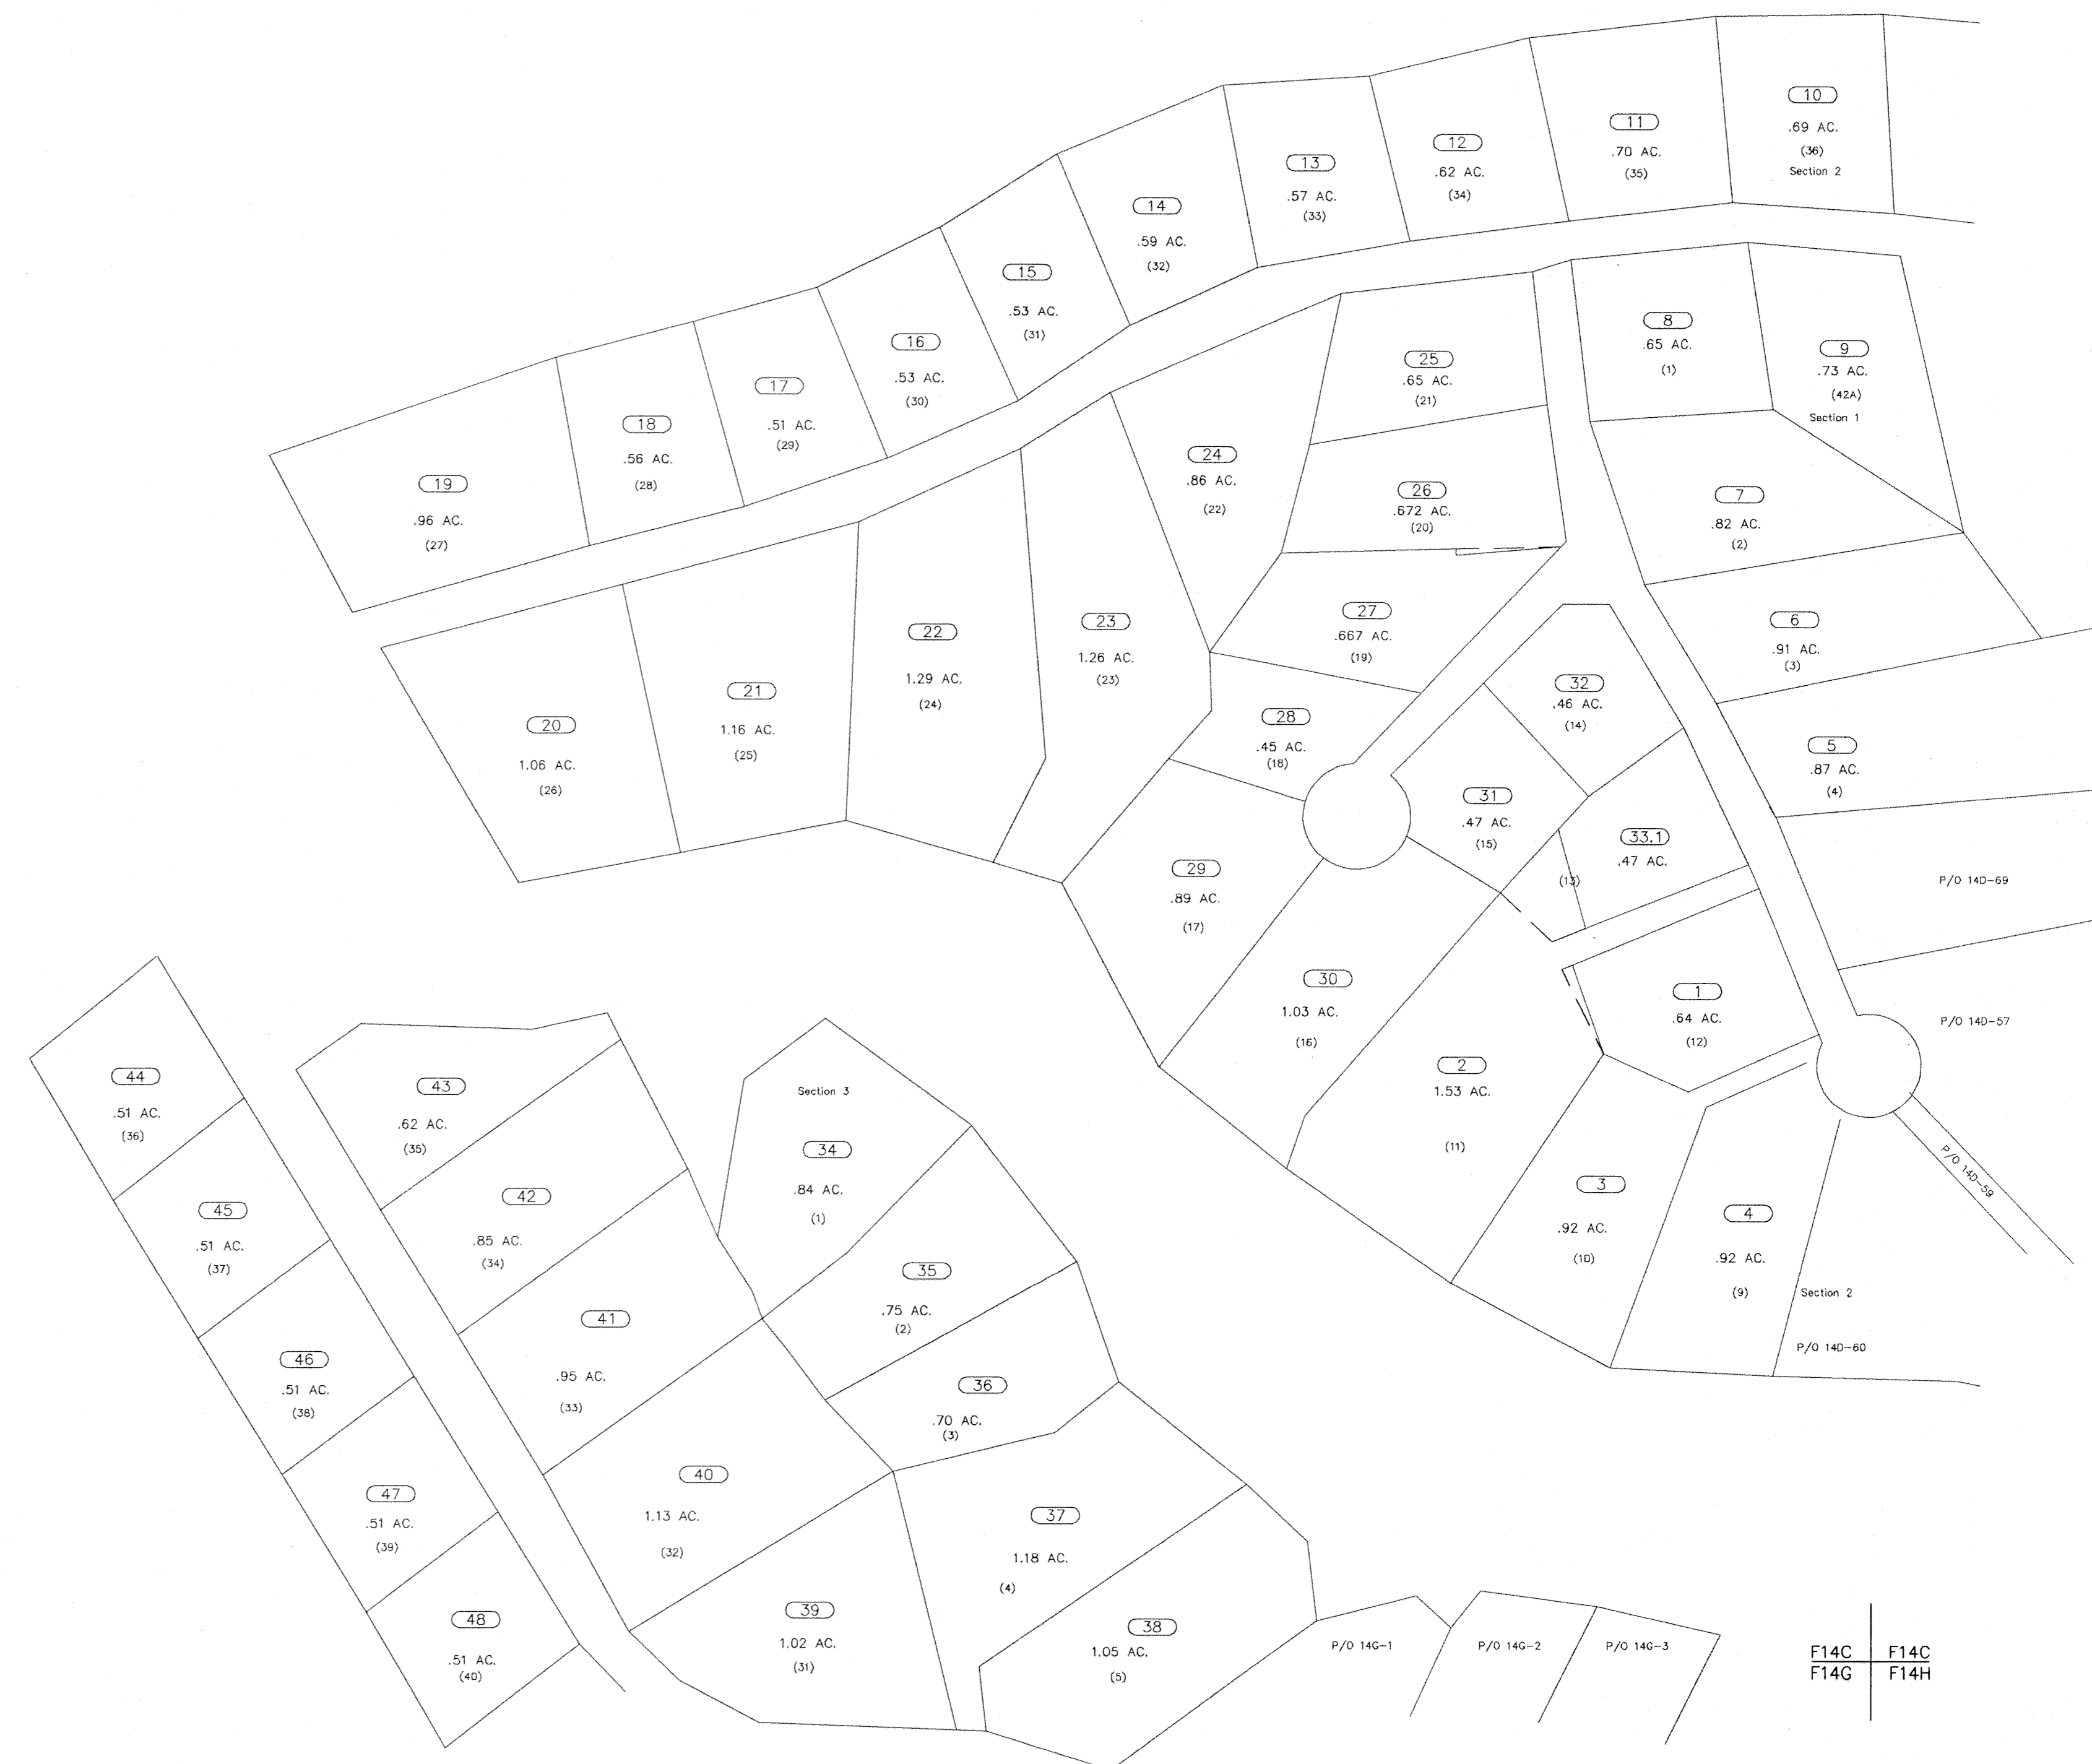 10
.69 AC.
(36)
Section 2
11
.70 AC.
(35)
12
.62 AC.
(34)
13
.57 AC.
(33)
14
.59 AC.
(32)
15
.53 AC.
(31)
16
.53 AC.
(30)
17
.51 AC.
(29)
18
.56 AC.
(28)
19
.96 AC.
(27)
8
.65 AC.
(1)
9
.73 AC.
(42A)
Section 1
25
.65 AC.
(21)
24
.86 AC.
(22)
26
.672 AC.
(20)
7
.82 AC.
(2)
27
.667 AC.
(19)
6
.91 AC.
(3)
23
1.26 AC.
(23)
22
1.29 AC.
(24)
21
1.16 AC.
(25)
20
1.06 AC.
(26)
32
.46 AC.
(14)
28
.45 AC.
(18)
5
.87 AC.
(4)
31
.47 AC.
(15)
33.1
.47 AC.
(13)
29
.89 AC.
(17)
P/O 14D-69
30
1.03 AC.
(16)
1
.64 AC.
(12)
P/O 14D-57
2
1.53 AC.
(11)
P/O 14D-59
3
.92 AC.
(10)
4
.92 AC.
(9)
Section 2
P/O 14D-60
44
.51 AC.
(36)
43
.62 AC.
(35)
Section 3
34
.84 AC.
(1)
45
.51 AC.
(37)
42
.85 AC.
(34)
35
.75 AC.
(2)
46
.51 AC.
(38)
41
.95 AC.
(33)
36
.70 AC.
(3)
47
.51 AC.
(39)
40
1.13 AC.
(32)
37
1.18 AC.
(4)
48
.51 AC.
(40)
39
1.02 AC.
(31)
38
1.05 AC.
(5)
P/O 14G-1
P/O 14G-2
P/O 14G-3
F14C F14C
F14G F14H